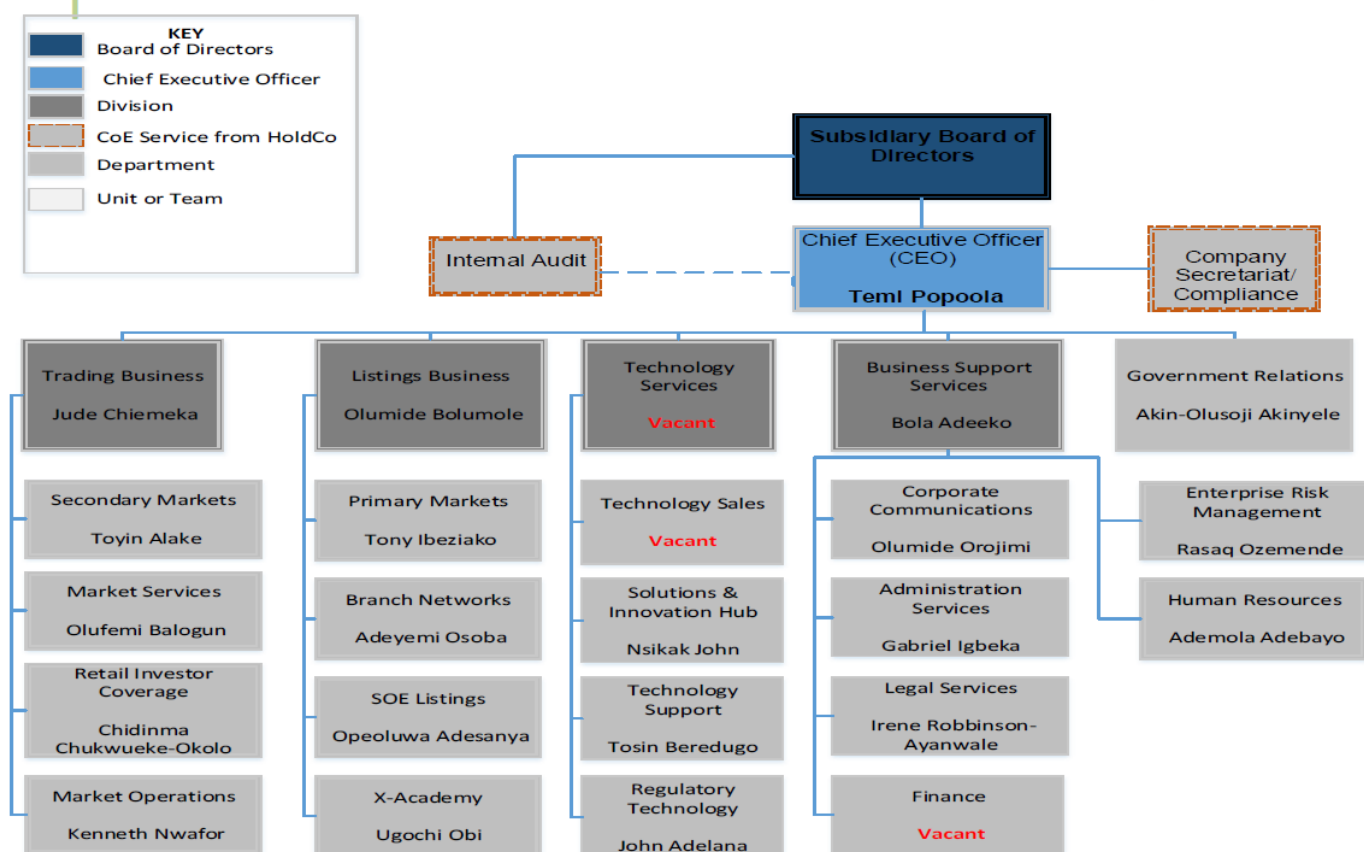 KEY
Board of Directors
Chief Executive Officer
Division
CoE Service from HoldCo
Department
Unit or Team
Subsidiary Board of
Directors
Internal Audit
Chief Executive Officer
(CEO)
Temi Popoola
Company
Secretariat/
Compliance
Trading Business
Jude Chiemeka
Listings Business
Olumide Bolumole
Technology
Services
Vacant
Business Support
Services
Bola Adeeko
Government Relations
Akin-Olusoji Akinyele
Secondary Markets
Toyin Alake
Market Services
Olufemi Balogun
Retail Investor
Coverage
Chidinma
Chukwueke-Okolo
Market Operations
Kenneth Nwafor
Primary Markets
Tony Ibeziako
Branch Networks
Adeyemi Osoba
SOE Listings
Opeoluwa Adesanya
X-Academy
Ugochi Obi
Technology Sales
Vacant
Solutions &
Innovation Hub
Nsikak John
Technology
Support
Tosin Beredugo
Regulatory
Technology
John Adelana
Corporate
Communications
Olumide Orojimi
Administration
Services
Gabriel Igbeka
Legal Services
Irene Robbinson-
Ayanwale
Finance
Vacant
Enterprise Risk
Management
Rasaq Ozemende
Human Resources
Ademola Adebayo